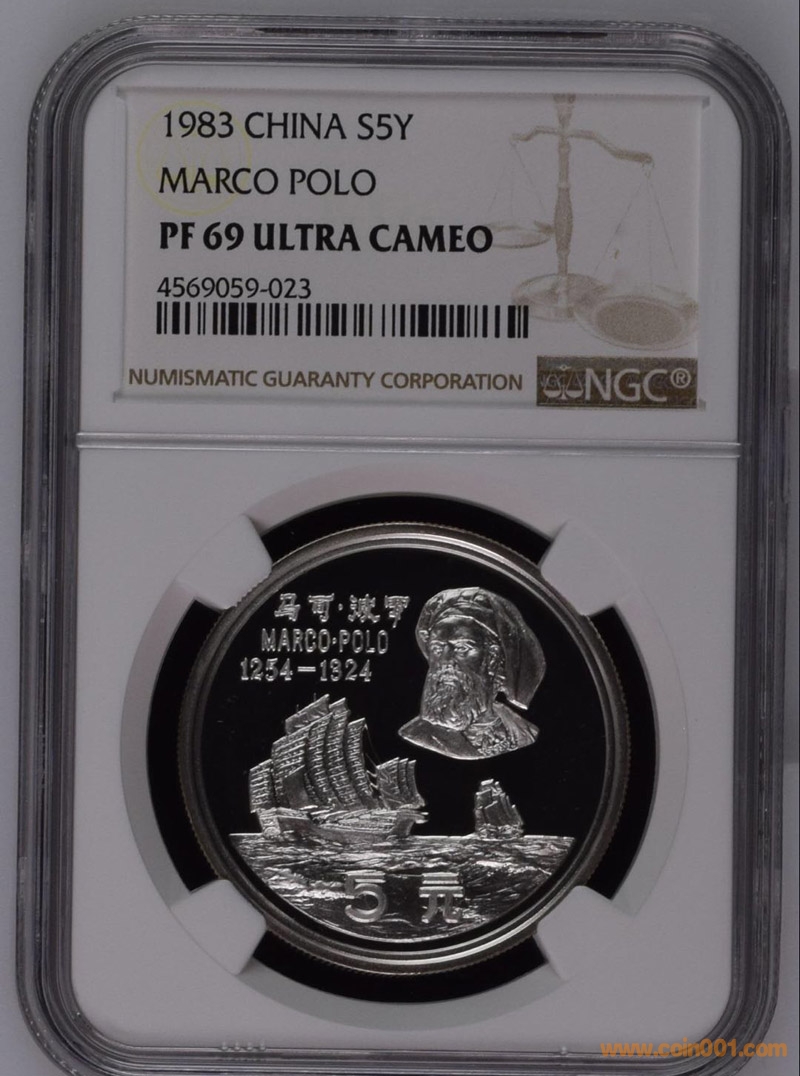 1983 CHINA S5Y
MARCO POLO
PF 69 ULTRA CAMEO
4569059-023
NUMISMATIC GUARANTY CORPORATION
NGC®
马可·波罗
MARCO·POLO
1254-1324
5元
www.coin001.com